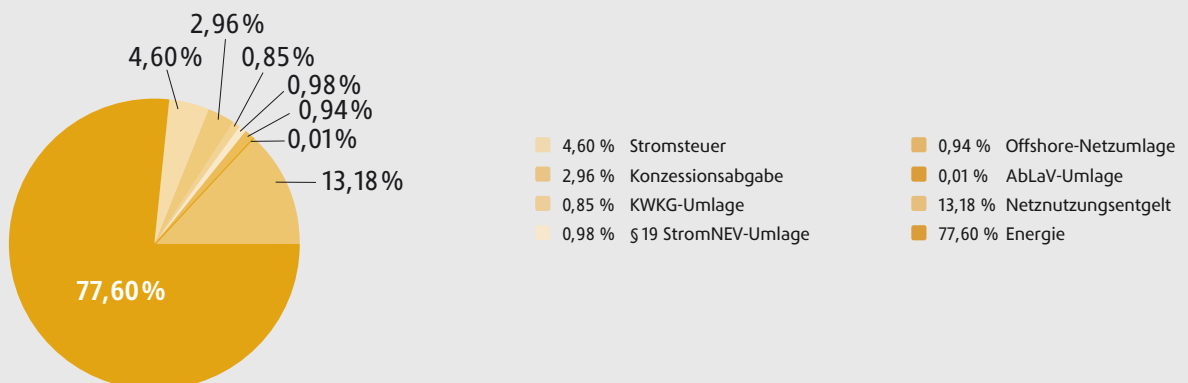 2,96 %
4,60 %
0,85 %
0,98 %
0,94 %
0,01 %
13,18 %
77,60 %
4,60 % Stromsteuer
2,96 % Konzessionsabgabe
0,85 % KWKG-Umlage
0,98 % § 19 StromNEV-Umlage
0,94 % Offshore-Netzumlage
0,01 % AbLaV-Umlage
13,18 % Netznutzungsentgelt
77,60 % Energie